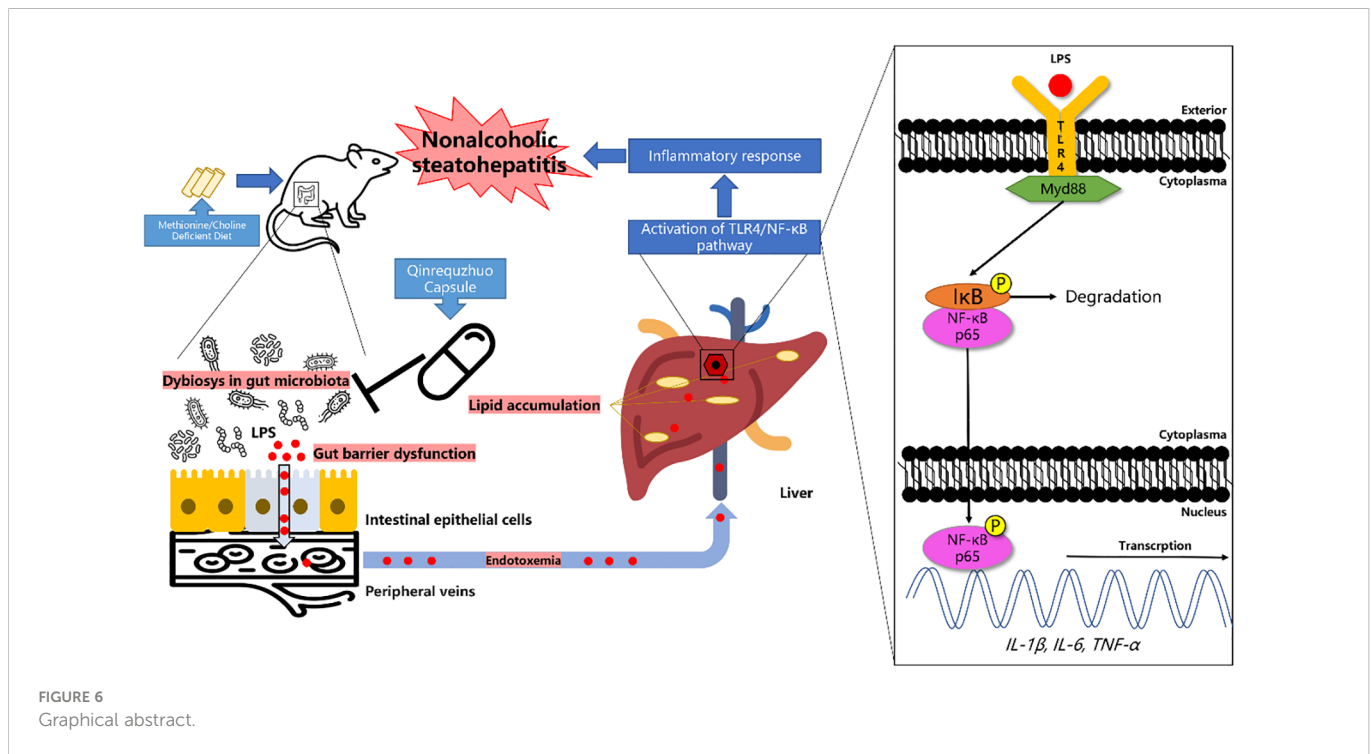 Nonalcoholic
steatohepatitis
Inflammatory response
Activation of TLR4/NF-κB
pathway
Methionine/Choline
Deficient Diet
Qinrequzhuo
Capsule
Dybiosys in gut microbiota
LPS
Gut barrier dysfunction
Intestinal epithelial cells
Peripheral veins
Endotoxemia
Lipid accumulation
Liver
LPS
Exterior
TLR4
Cytoplasma
Myd88
P
IκB
NF-κB
p65
Degradation
Cytoplasma
Nucleus
P
NF-κB
p65
Transcrption
IL-1β, IL-6, TNF-α
FIGURE 6
Graphical abstract.